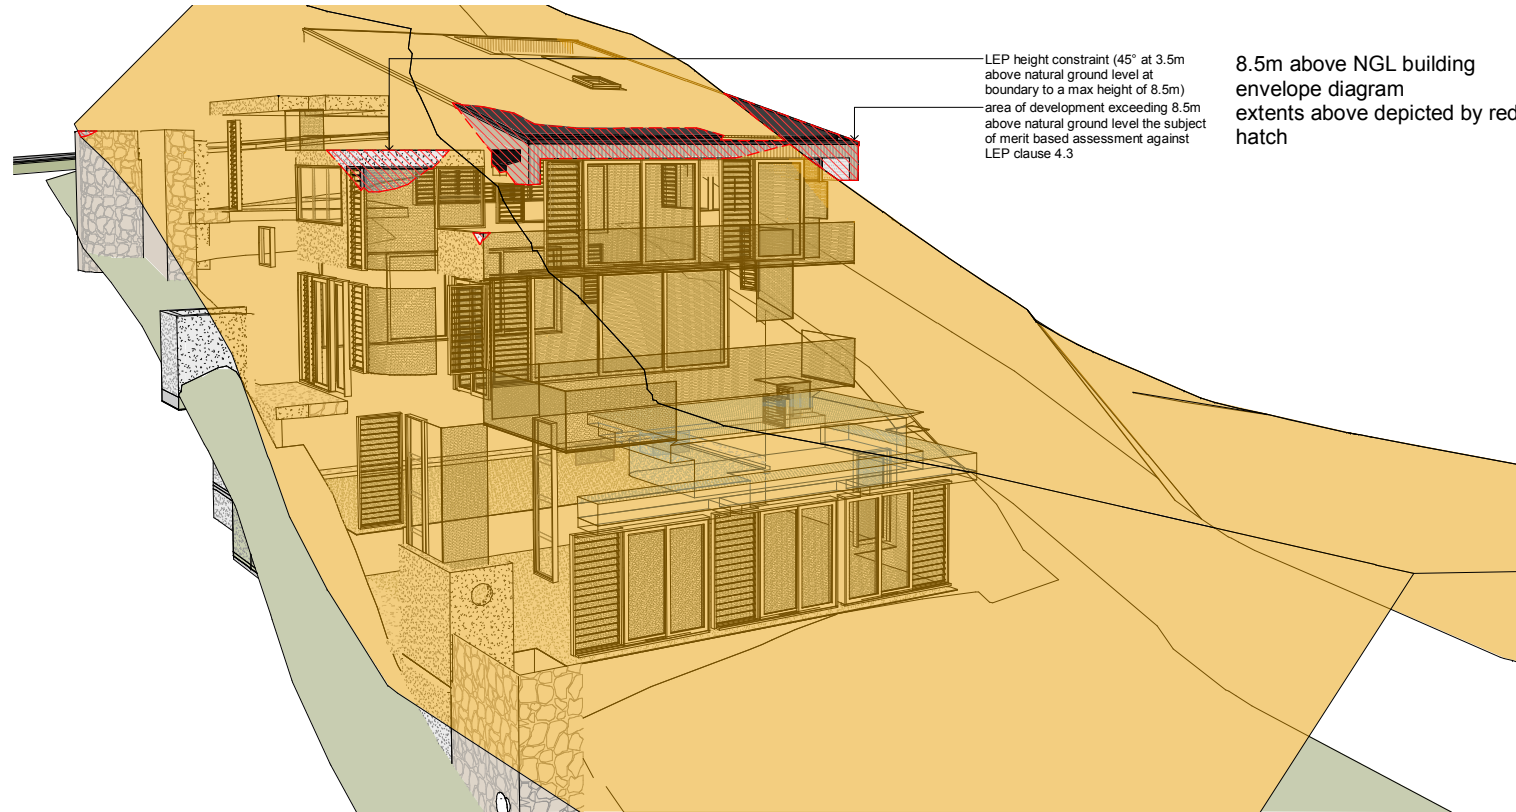 LEP height constraint (45° at 3.5m
above natural ground level at
boundary to a max height of 8.5m)
area of development exceeding 8.5m
above natural ground level the subject
of merit based assessment against
LEP clause 4.3
8.5m above NGL building
envelope diagram
extents above depicted by red
hatch